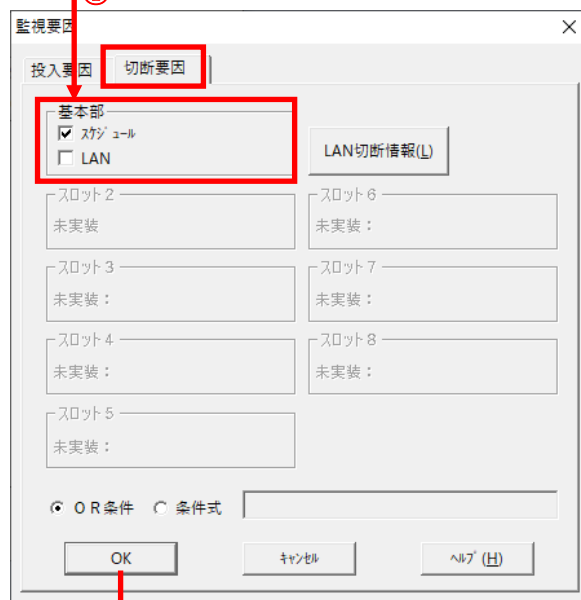 監視要因
投入要因 切断要因
基本部
スケジュール
LAN
LAN切断情報(L)
スロット2
未実装
スロット6
未実装：
スロット3
未実装：
スロット7
未実装：
スロット4
未実装：
スロット8
未実装：
スロット5
未実装：
ＯＲ条件 条件式
OK キャンセル ヘルプ(H)